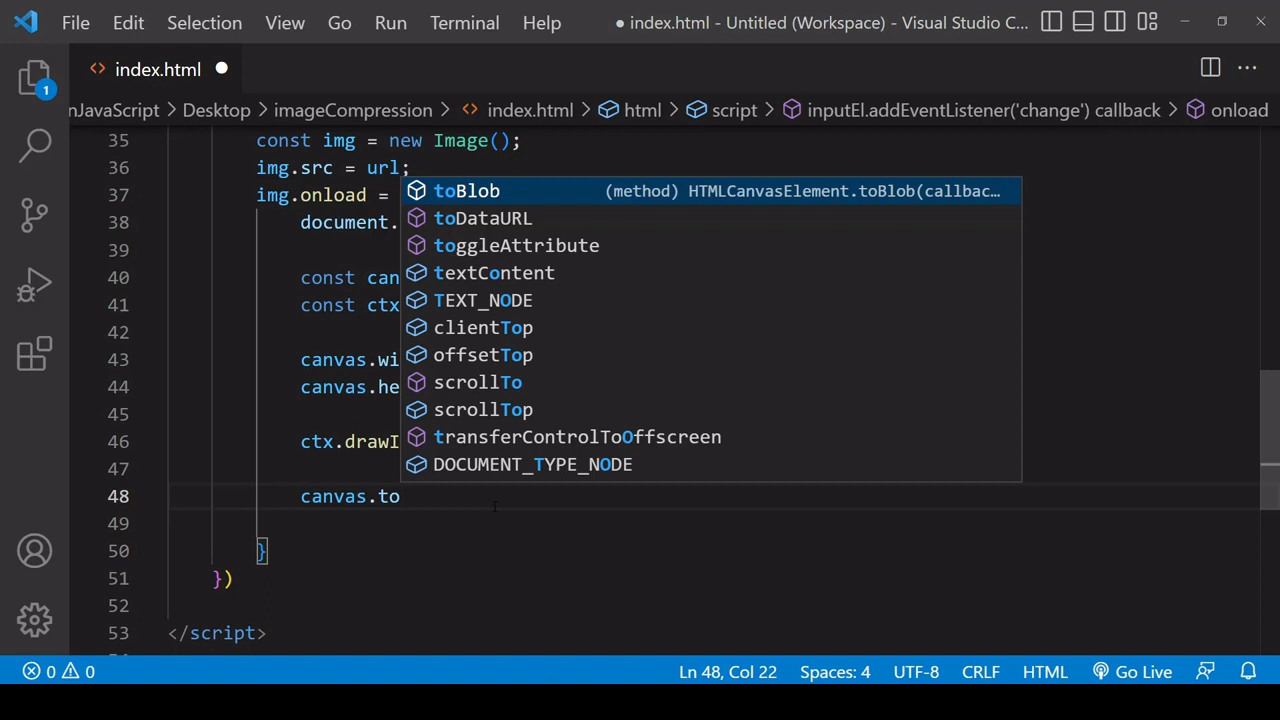 File Edit Selection View Go Run Terminal Help ● index.html - Untitled (Workspace) - Visual Studio C...
index.html
1
nJavaScript > Desktop > imageCompression > index.html > html > script > inputEl.addEventListener('change') callback > onload
35 const img = new Image();
36 img.src = url;
37 img.onload =
38 document.
39
40 const can
41 const ctx
42
43 canvas.wi
44 canvas.he
45
46 ctx.drawI
47
48 canvas.to
49
50 }
51 })
52
53 </script>
toBlob (method) HTMLCanvasElement.toBlob(callbac...
toDataURL
toggleAttribute
textContent
TEXT_NODE
clientTop
offsetTop
scrollTo
scrollTop
transferControlToOffscreen
DOCUMENT_TYPE_NODE
0 0 Ln 48, Col 22 Spaces: 4 UTF-8 CRLF HTML Go Live